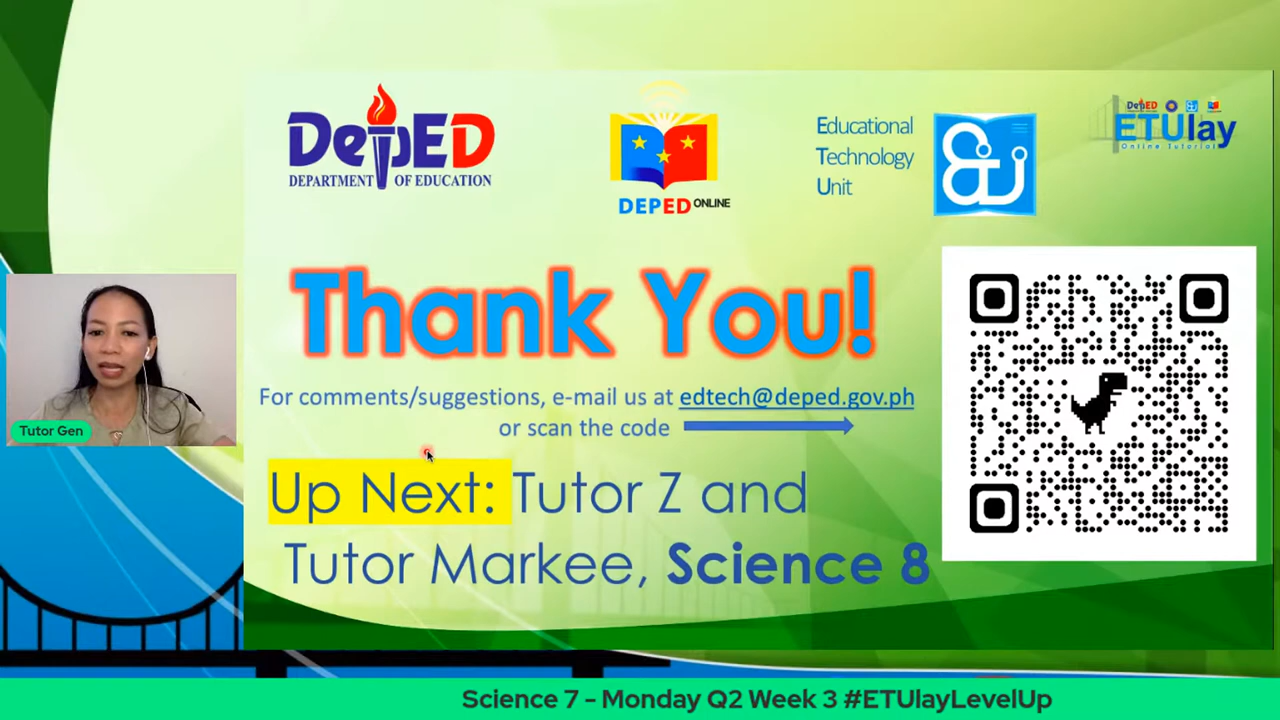 DepED
DEPARTMENT OF EDUCATION
DEPED ONLINE
Educational
Technology
Unit
DepED
ETUlay
Online Tutorial
Thank You!
For comments/suggestions, e-mail us at edtech@deped.gov.ph
or scan the code
Tutor Gen
Up Next: Tutor Z and
Tutor Markee, Science 8
Science 7 - Monday Q2 Week 3 #ETUlayLevelUp